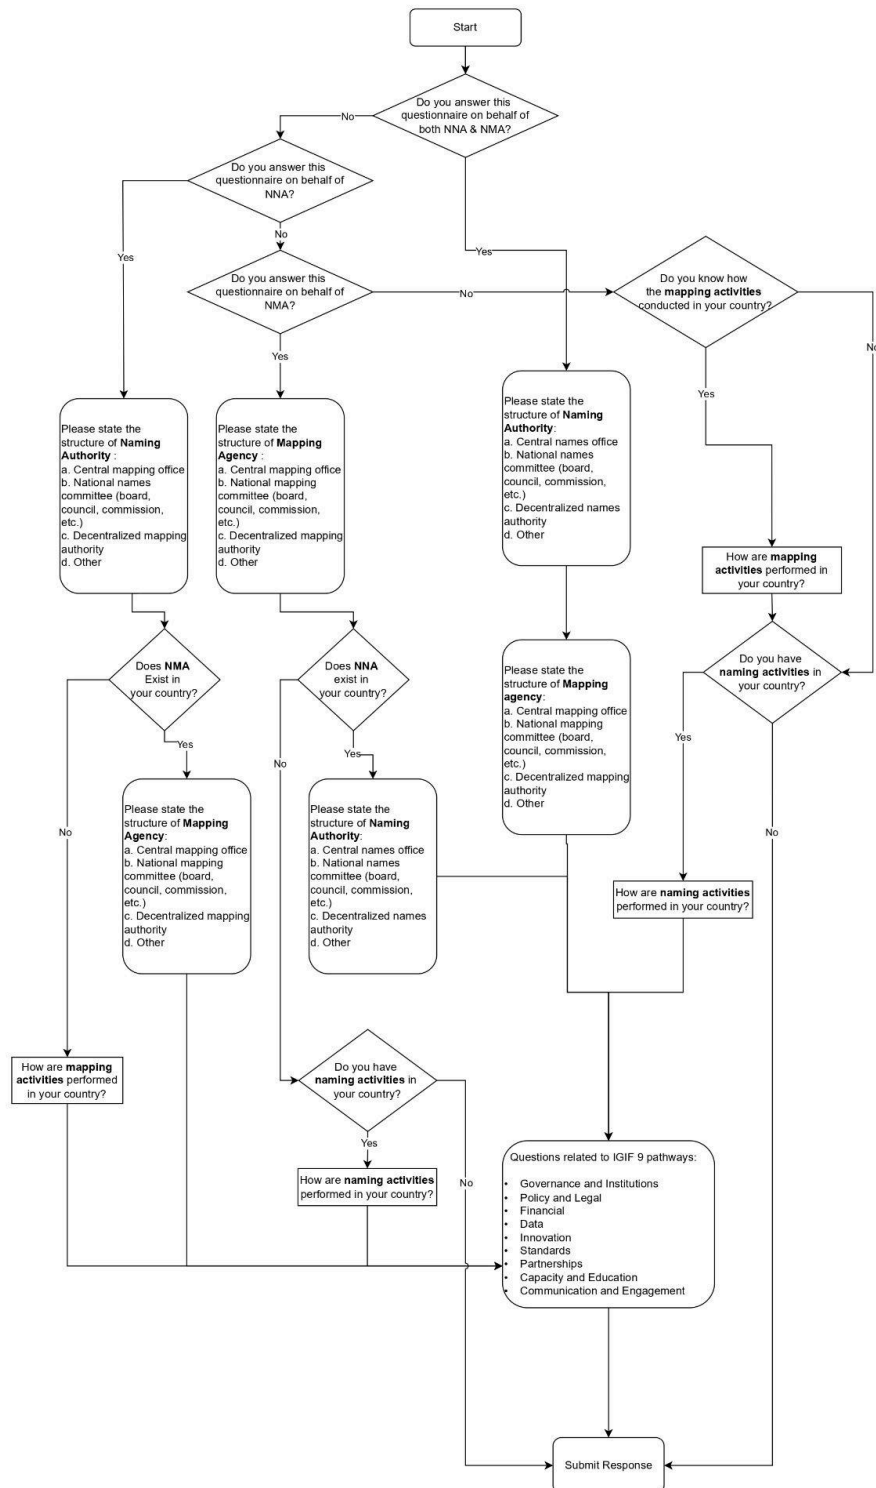 Start
Do you answer this
questionnaire on behalf of
both NNA & NMA?
No
Do you answer this
questionnaire on behalf of
NNA?
Yes
No
Yes
Do you answer this
questionnaire on behalf of
NMA?
No
Do you know how
the mapping activities
conducted in your country?
No
Yes
Yes
Please state the
structure of Naming
Authority :
a. Central mapping office
b. National names
committee (board,
council, commission,
etc.)
c. Decentralized mapping
authority
d. Other
Please state the
structure of Mapping
Agency :
a. Central mapping office
b. National mapping
committee (board,
council, commission,
etc.)
c. Decentralized mapping
authority
d. Other
Please state the
structure of Naming
Authority:
a. Central names office
b. National names
committee (board,
council, commission,
etc.)
c. Decentralized names
authority
d. Other
How are mapping
activities performed in
your country?
Does NMA
Exist in
your country?
Does NNA
exist in
your country?
Please state the
structure of Mapping
agency:
a. Central mapping office
b. National mapping
committee (board,
council, commission,
etc.)
c. Decentralized mapping
authority
d. Other
Do you have
naming activities in
your country?
Yes
Yes
No
Yes
No
No
Please state the
structure of Mapping
Agency:
a. Central mapping office
b. National mapping
committee (board,
council, commission,
etc.)
c. Decentralized mapping
authority
d. Other
Please state the
structure of Naming
Authority:
a. Central names office
b. National names
committee (board,
council, commission,
etc.)
c. Decentralized names
authority
d. Other
How are naming activities
performed in your country?
How are mapping
activities performed
in your country?
Do you have
naming activities in
your country?
Yes
No
How are naming activities
performed in your country?
Questions related to IGIF 9 pathways:
• Governance and Institutions
• Policy and Legal
• Financial
• Data
• Innovation
• Standards
• Partnerships
• Capacity and Education
• Communication and Engagement
Submit Response